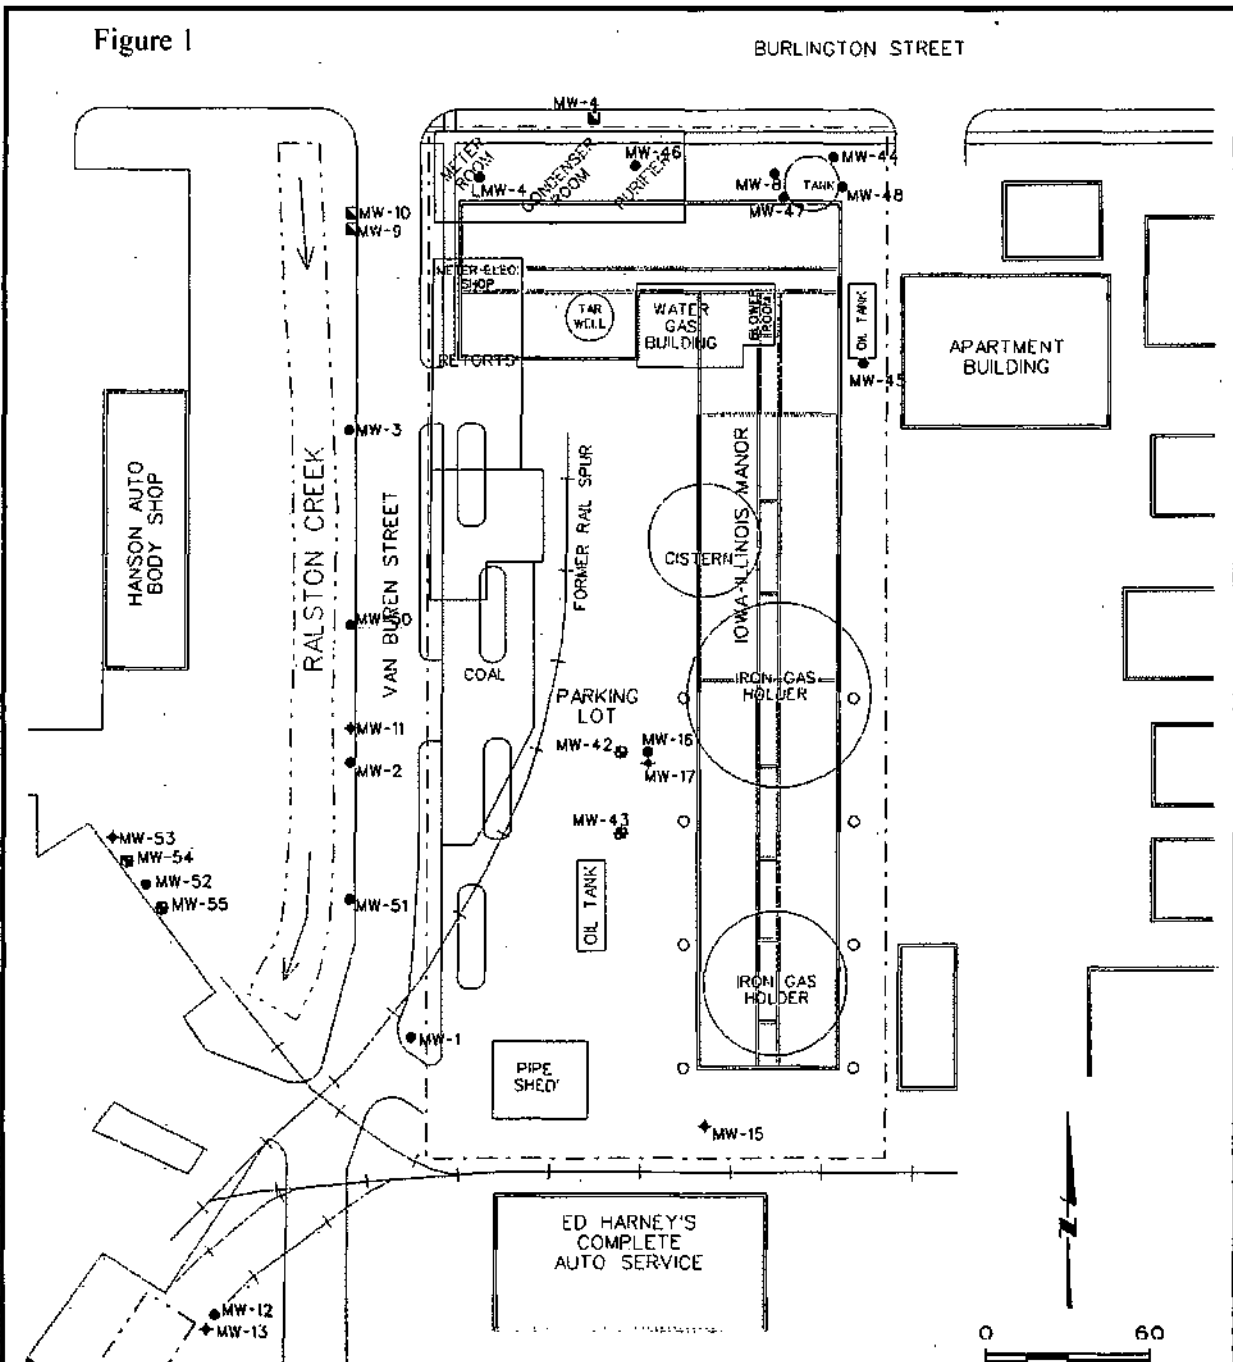 Figure 1
BURLINGTON STREET
MW-4
METER
ROOM
CONDENSER
ROOM
PURIFIER
MW-46
LMW-4
MW-44
MW-8
TANK
MW-48
MW-47
MW-10
MW-9
METER-ELEC
SHOP
TAR
WELL
WATER
GAS
BUILDING
BLOWER
ROOM
OIL TANK
APARTMENT
BUILDING
RETORTS
MW-45
MW-3
HANSON AUTO
BODY SHOP
RALSTON CREEK
VAN BUREN STREET
FORMER RAIL SPUR
IOWA-ILLINOIS MANOR
CISTERN
MW-50
COAL
IRON GAS
HOLDER
PARKING
LOT
MW-11
MW-42
MW-16
MW-2
MW-17
MW-43
MW-53
MW-54
MW-52
MW-55
MW-51
OIL TANK
IRON GAS
HOLDER
MW-1
PIPE
SHED
MW-15
ED HARNEY'S
COMPLETE
AUTO SERVICE
N
MW-12
MW-13
0 60